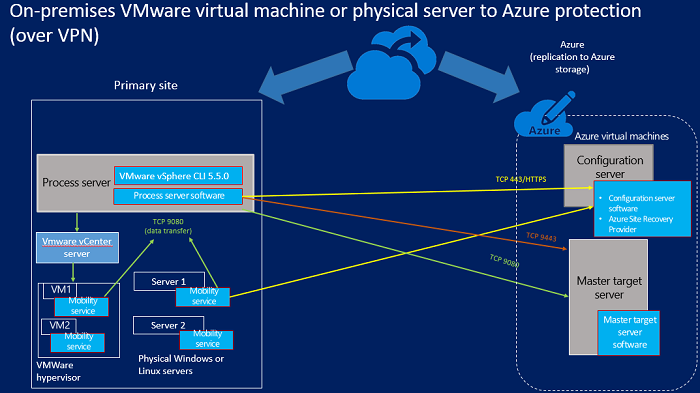 On-premises VMware virtual machine or physical server to Azure protection
(over VPN)
Azure
(replication to Azure
storage)
Primary site
Azure
Azure virtual machines
Configuration
server
Process server
VMware vSphere CLI 5.5.0
Process server software
TCP 443/HTTPS
• Configuration server
software
• Azure Site Recovery
Provider
TCP 9080
(data transfer)
Vmware vCenter
server
TCP 9443
TCP 9080
VM1
Mobility
service
VM2
Mobility
service
VMWare
hypervisor
Server 1
Mobility
service
Server 2
Mobility
service
Physical Windows or
Linux servers
Master target
server
Master target
server
software